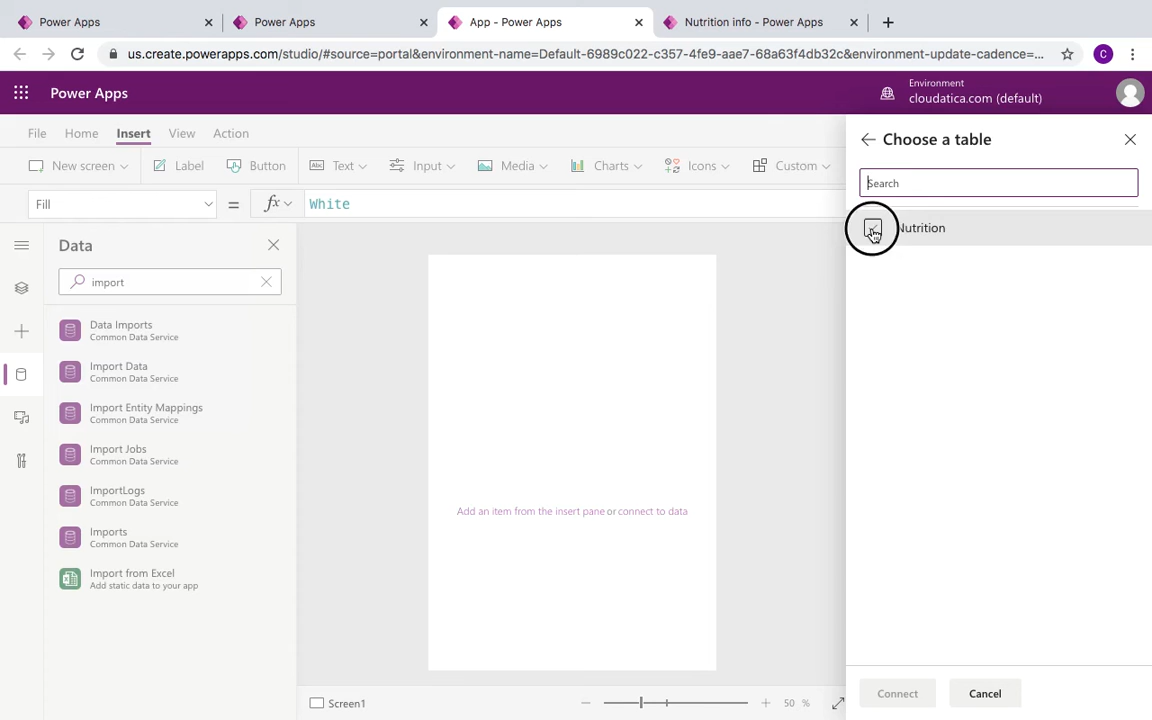 Power Apps
Power Apps
App - Power Apps
Nutrition info - Power Apps
us.create.powerapps.com/studio/#source=portal&environment-name=Default-6989c022-c357-4fe9-aae7-68a63f4db32c&environment-update-cadence=...
C
Power Apps
Environment
cloudatica.com (default)
File Home Insert View Action
New screen Label Button Text Input Media Charts Icons Custom
Abc
Fill = fx White
Data
import
Data Imports
Common Data Service
Import Data
Common Data Service
Import Entity Mappings
Common Data Service
Import Jobs
Common Data Service
ImportLogs
Common Data Service
Imports
Common Data Service
Import from Excel
Add static data to your app
Add an item from the insert pane or connect to data
Screen1
50 %
Choose a table
Search
Nutrition
Connect Cancel